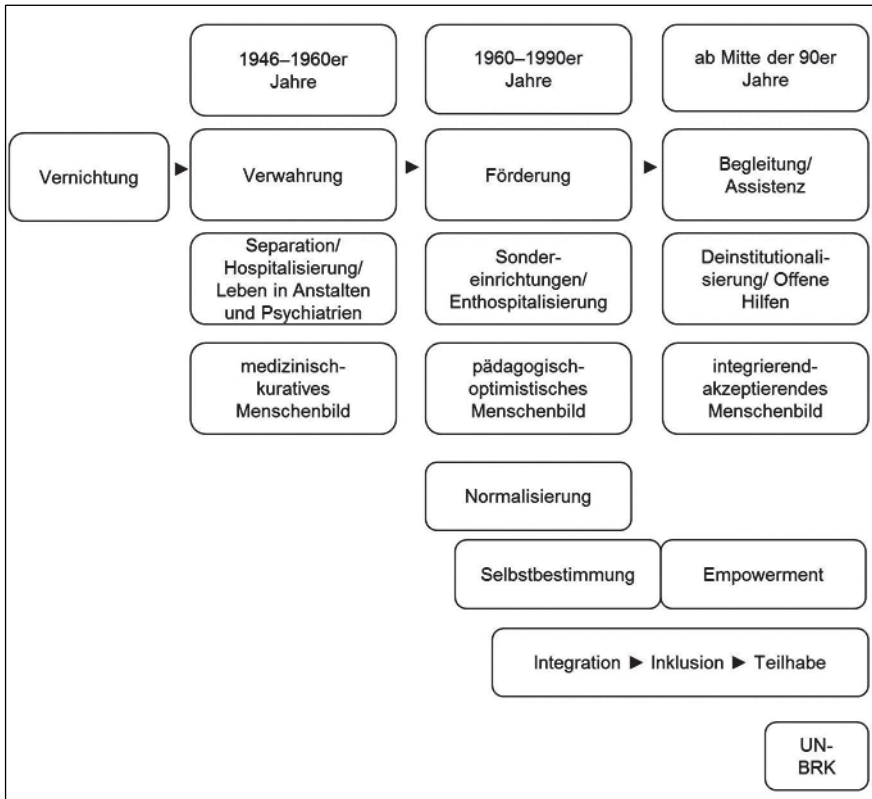 1946–1960er
Jahre
1960–1990er
Jahre
ab Mitte der 90er
Jahre
Vernichtung ►
Verwahrung ►
Förderung ►
Begleitung/
Assistenz
Separation/
Hospitalisierung/
Leben in Anstalten
und Psychiatrien
Sonder-
einrichtungen/
Enthospitalisierung
Deinstitutionali-
sierung/ Offene
Hilfen
medizinisch-
kuratives
Menschenbild
pädagogisch-
optimistisches
Menschenbild
integrierend-
akzeptierendes
Menschenbild
Normalisierung
Selbstbestimmung
Empowerment
Integration ► Inklusion ► Teilhabe
UN-
BRK